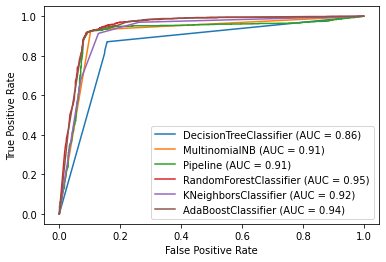 1.0
0.8
0.6
0.4
0.2
0.0
True Positive Rate
DecisionTreeClassifier (AUC = 0.86)
MultinomialNB (AUC = 0.91)
Pipeline (AUC = 0.91)
RandomForestClassifier (AUC = 0.95)
KNeighborsClassifier (AUC = 0.92)
AdaBoostClassifier (AUC = 0.94)
0.0 0.2 0.4 0.6 0.8 1.0
False Positive Rate